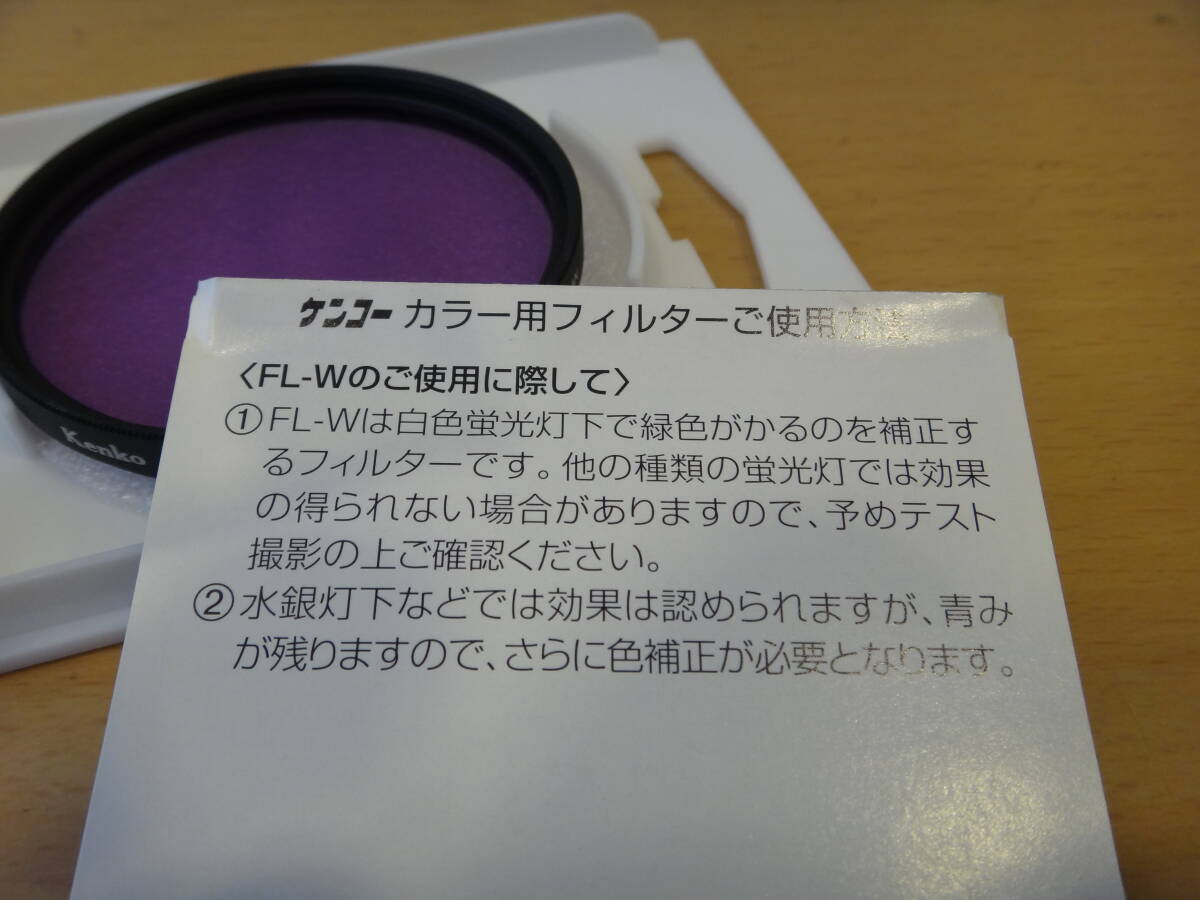 Kenko
ケンコー カラー用フィルターご使用方法
〈FL-Wのご使用に際して〉
①FL-Wは白色蛍光灯下で緑色がかるのを補正す
るフィルターです。他の種類の蛍光灯では効果
の得られない場合がありますので、予めテスト
撮影の上ご確認ください。
②水銀灯下などでは効果は認められますが、青み
が残りますので、さらに色補正が必要となります。